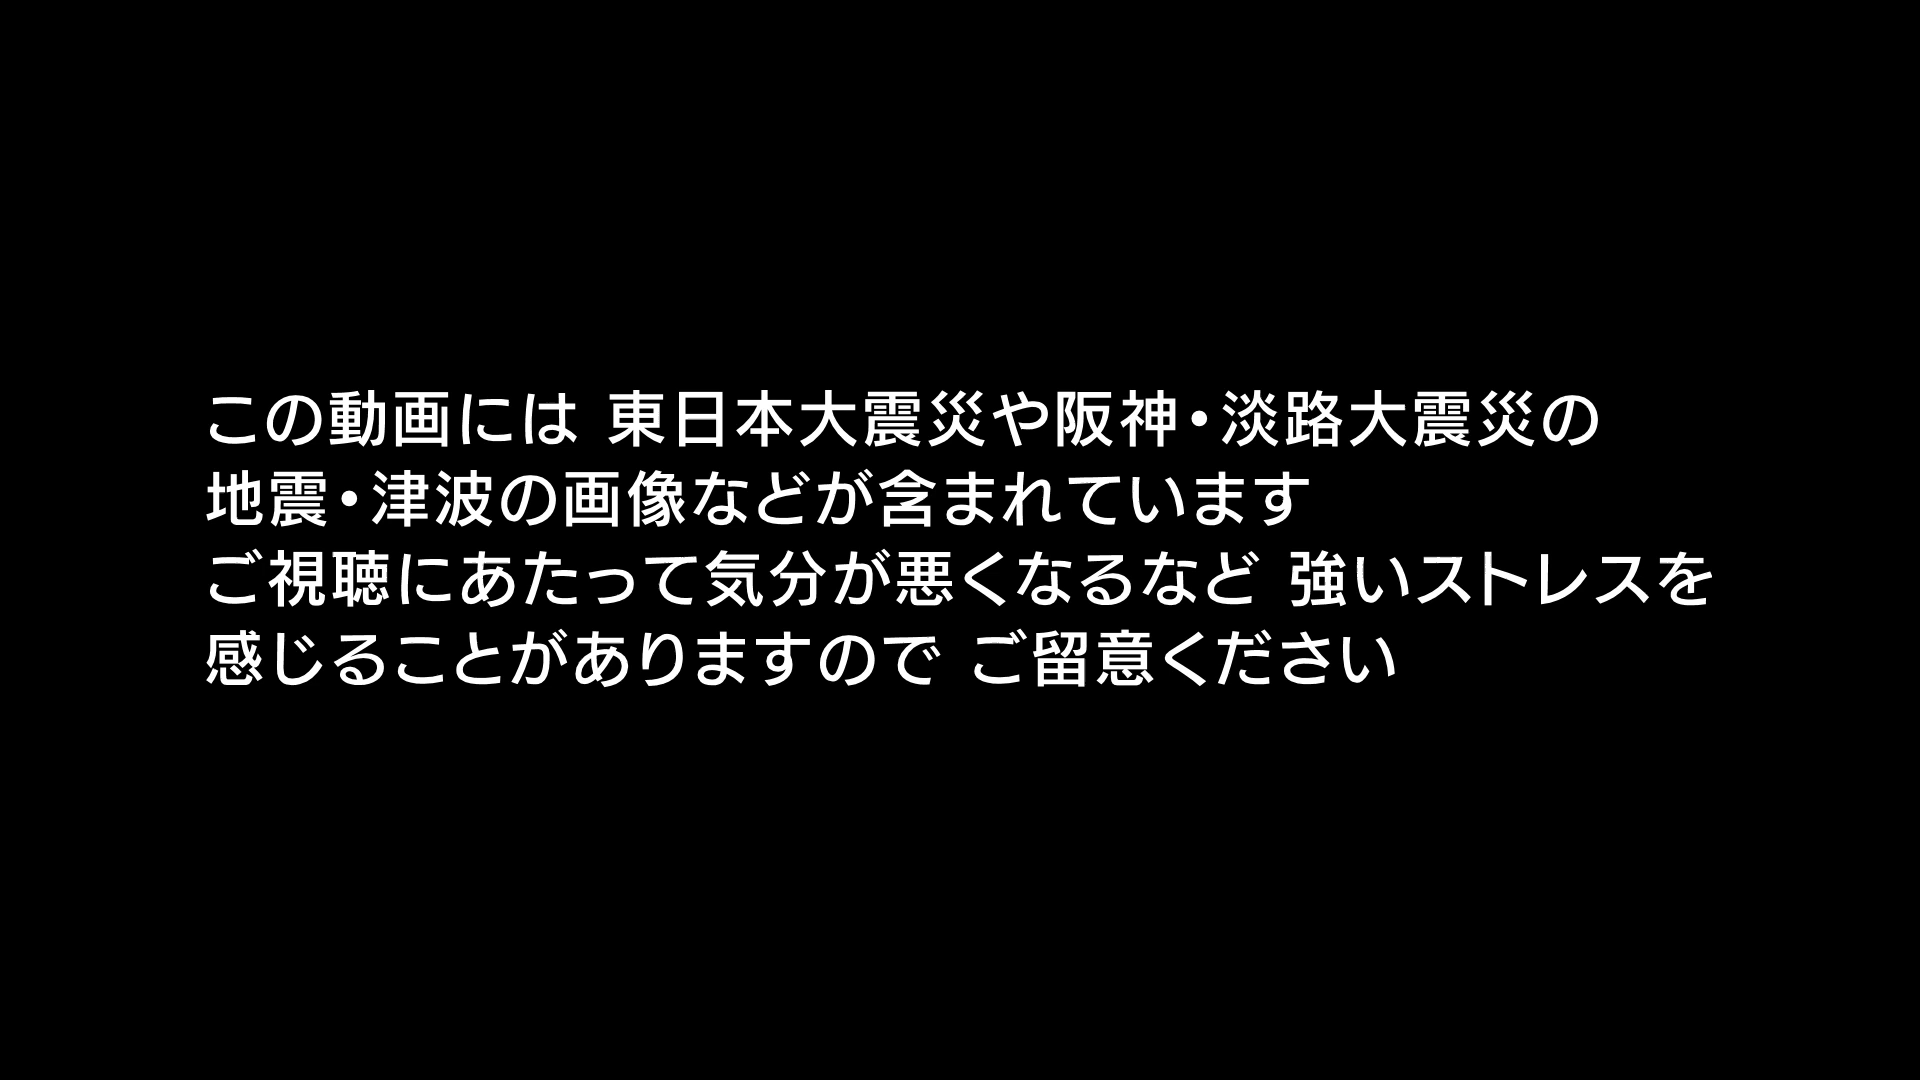 この動画には 東日本大震災や阪神・淡路大震災の
地震・津波の画像などが含まれています
ご視聴にあたって気分が悪くなるなど 強いストレスを
感じることがありますので ご留意ください